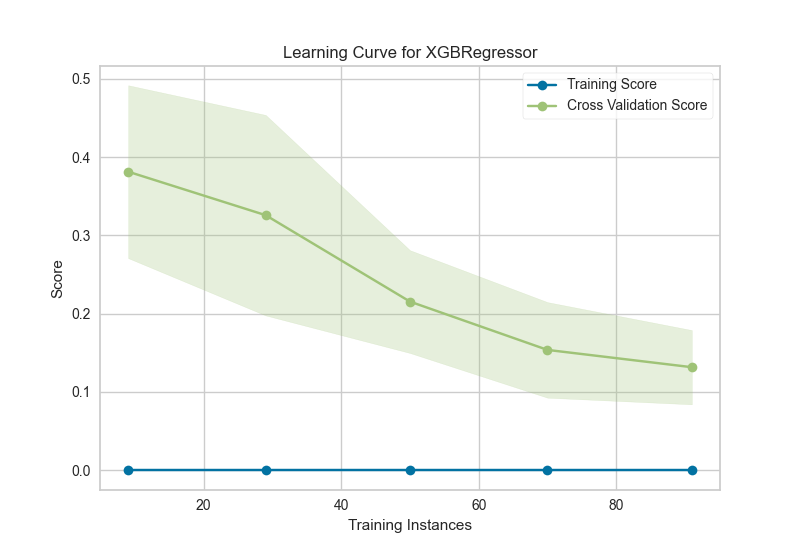 Learning Curve for XGBRegressor
Training Score
Cross Validation Score
0.5
0.4
0.3
0.2
0.1
0.0
Score
20 40 60 80
Training Instances